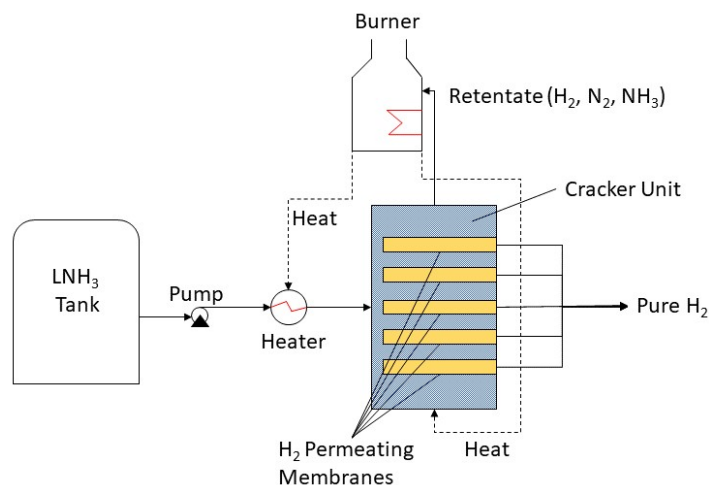 Burner
Retentate (H₂, N₂, NH₃)
Cracker Unit
Heat
LNH₃
Tank
Pump
Heater
Pure H₂
H₂ Permeating
Membranes
Heat